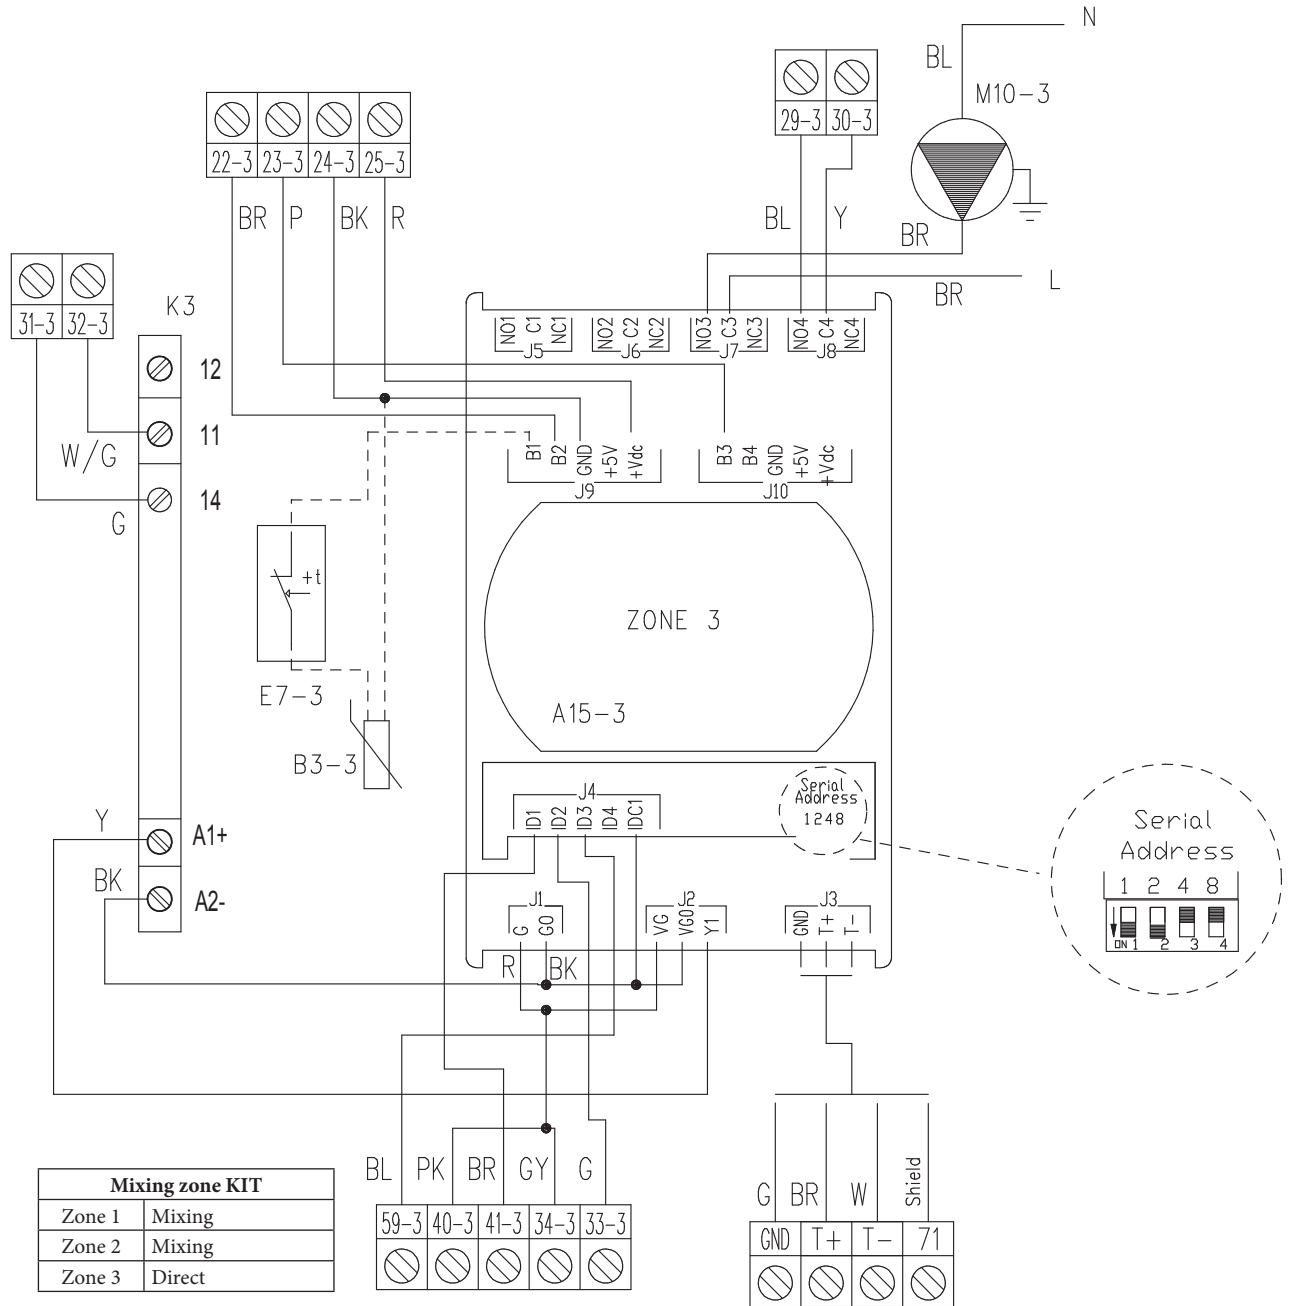 N
BL
M10-3
29-3 30-3
22-3 23-3 24-3 25-3
BR P BK R
BL Y
BR
L
BR
31-3 32-3
K3
NO1 C1 NC1
J5
NO2 C2 NC2
J6
NO3 C3 NC3
J7
NO4 C4 NC4
J8
12
11
W/G
14
G
B1 B2 GND +5V +Vdc
J9
B3 B4 GND +5V +Vdc
J10
+t
ZONE 3
E7-3
A15-3
B3-3
J4
ID1 ID2 ID3 ID4 IDC1
Serial
Address
1248
Serial
Address
1 2 4 8
ON 1 2 3 4
Y
A1+
BK
A2-
J1
G G0
J2
VG VG0 Y1
J3
GND T+ T-
R BK
BL PK BR GY G
59-3 40-3 41-3 34-3 33-3
G BR W Shield
GND T+ T- 71
Mixing zone KIT
Zone 1 Mixing
Zone 2 Mixing
Zone 3 Direct